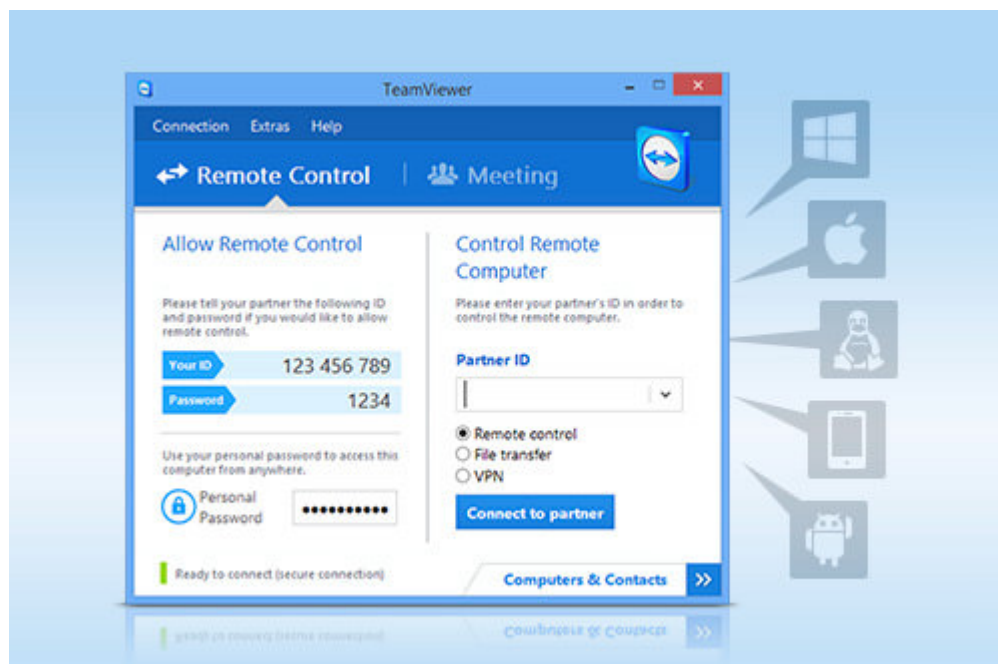 TeamViewer
Connection Extras Help
Remote Control
Meeting
Allow Remote Control
Please tell your partner the following ID
and password if you would like to allow
remote control.
Your ID 123 456 789
Password 1234
Use your personal password to access this
computer from anywhere.
Personal
Password
Ready to connect (secure connection)
Control Remote
Computer
Please enter your partner's ID in order to
control the remote computer.
Partner ID
Remote control
File transfer
VPN
Connect to partner
Computers & Contacts